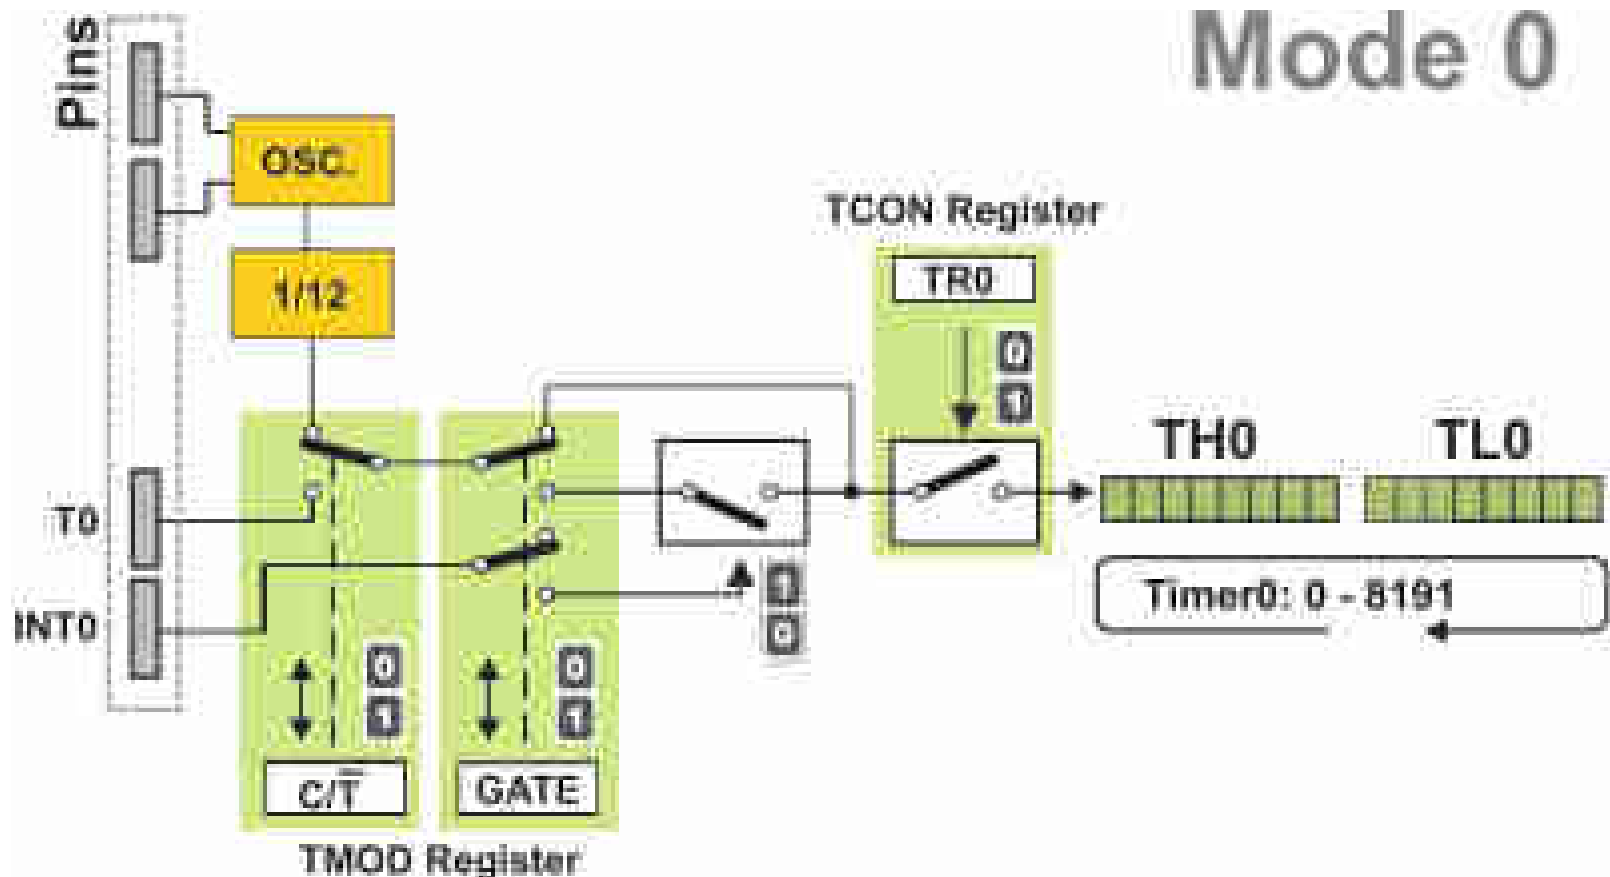 Mode 0
Pins
OSC.
1/12
TCON Register
TR0
0
1
TH0
TL0
T0
INT0
1
0
Timer0: 0 - 8191
0
1
0
1
C/T̅
GATE
TMOD Register